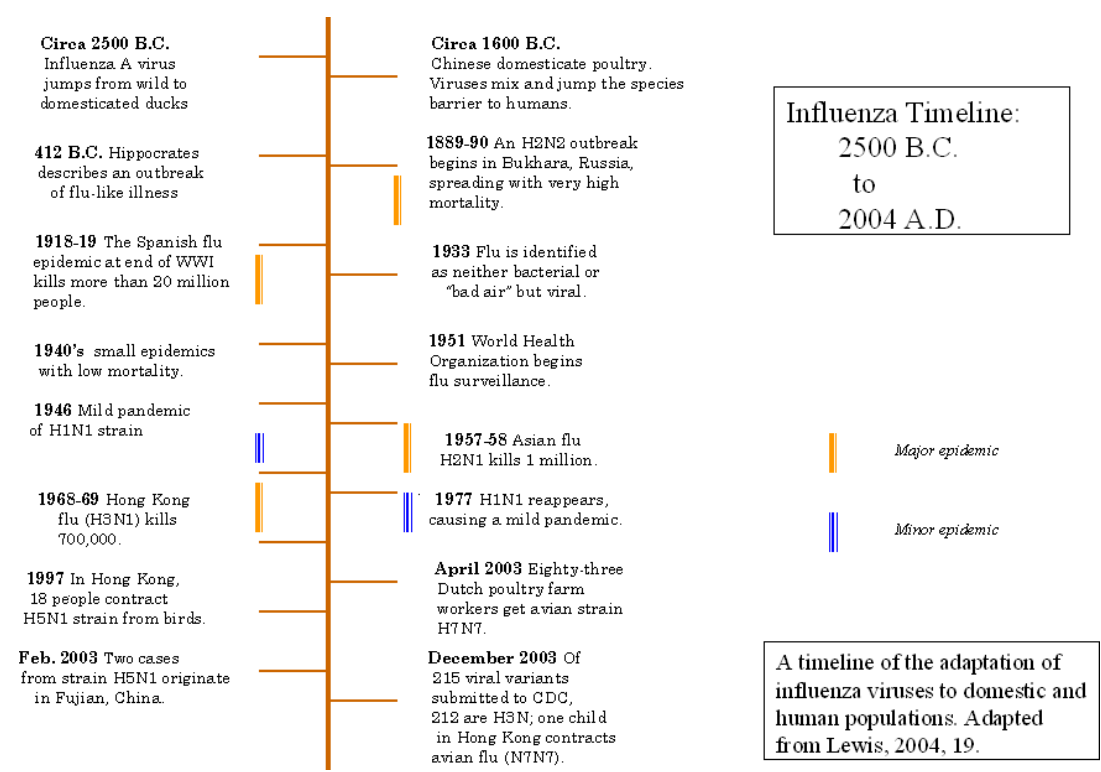 Circa 2500 B.C.
Influenza A virus
jumps from wild to
domesticated ducks
Circa 1600 B.C.
Chinese domesticate poultry.
Viruses mix and jump the species
barrier to humans.
412 B.C. Hippocrates
describes an outbreak
of flu-like illness
1889-90 An H2N2 outbreak
begins in Bukhara, Russia,
spreading with very high
mortality.
1918-19 The Spanish flu
epidemic at end of WWI
kills more than 20 million
people.
1933 Flu is identified
as neither bacterial or
"bad air" but viral.
1940's small epidemics
with low mortality.
1951 World Health
Organization begins
flu surveillance.
1946 Mild pandemic
of H1N1 strain
1957-58 Asian flu
H2N1 kills 1 million.
1968-69 Hong Kong
flu (H3N1) kills
700,000.
1977 H1N1 reappears,
causing a mild pandemic.
1997 In Hong Kong,
18 people contract
H5N1 strain from birds.
April 2003 Eighty-three
Dutch poultry farm
workers get avian strain
H7N7.
Feb. 2003 Two cases
from strain H5N1 originate
in Fujian, China.
December 2003 Of
215 viral variants
submitted to CDC,
212 are H3N; one child
in Hong Kong contracts
avian flu (N7N7).
Influenza Timeline:
2500 B.C.
to
2004 A.D.
Major epidemic
Minor epidemic
A timeline of the adaptation of
influenza viruses to domestic and
human populations. Adapted
from Lewis, 2004, 19.